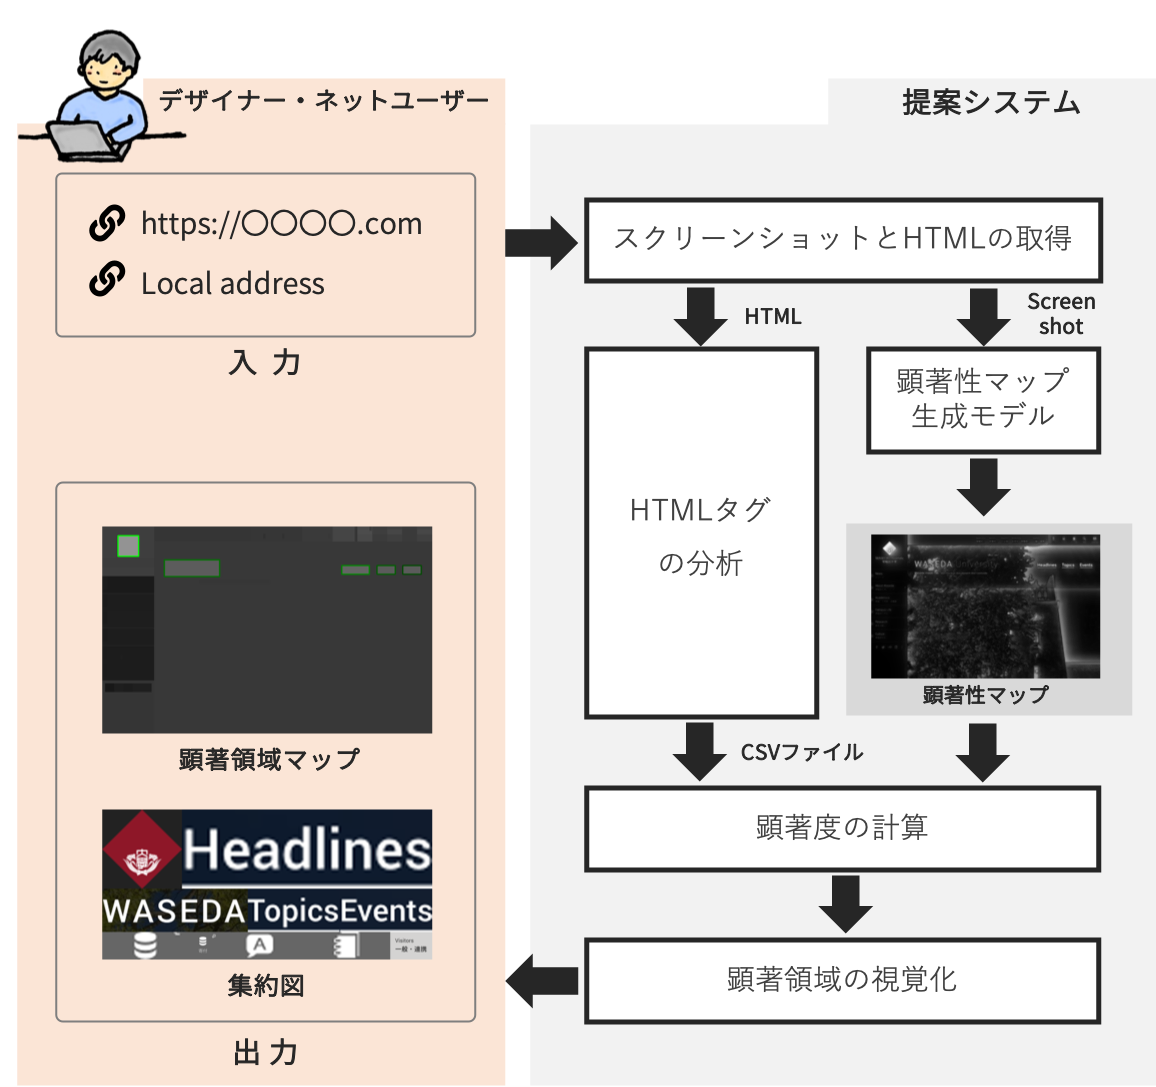 デザイナー・ネットユーザー
https://〇〇〇〇.com
Local address
入 力
顕著領域マップ
Headlines
WASEDATopicsEvents
A
Visitors
一般・連携
集約図
出 力
提案システム
スクリーンショットとHTMLの取得
HTML
Screen
shot
HTMLタグ
の分析
顕著性マップ
生成モデル
WASEDA University
Headlines Topics Events
顕著性マップ
CSVファイル
顕著度の計算
顕著領域の視覚化